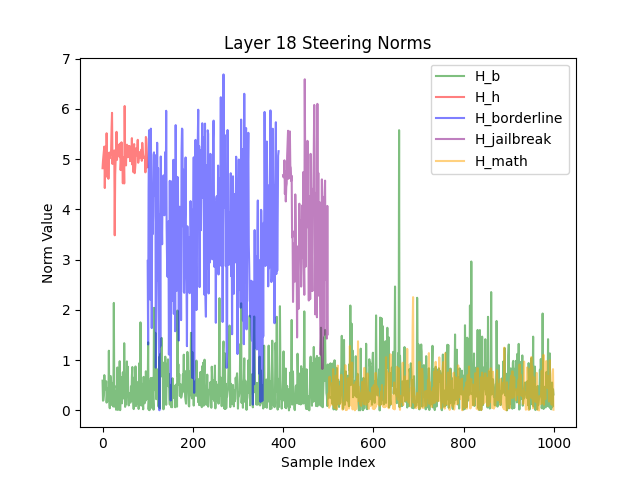 Layer 18 Steering Norms
7
6
5
4
3
2
1
0
Norm Value
H_b
H_h
H_borderline
H_jailbreak
H_math
0
200
400
600
800
1000
Sample Index